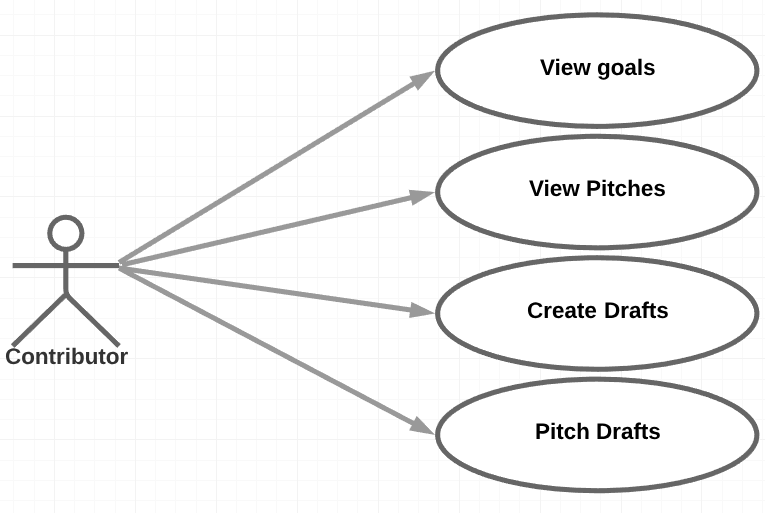 View goals
View Pitches
Create Drafts
Contributor
Pitch Drafts